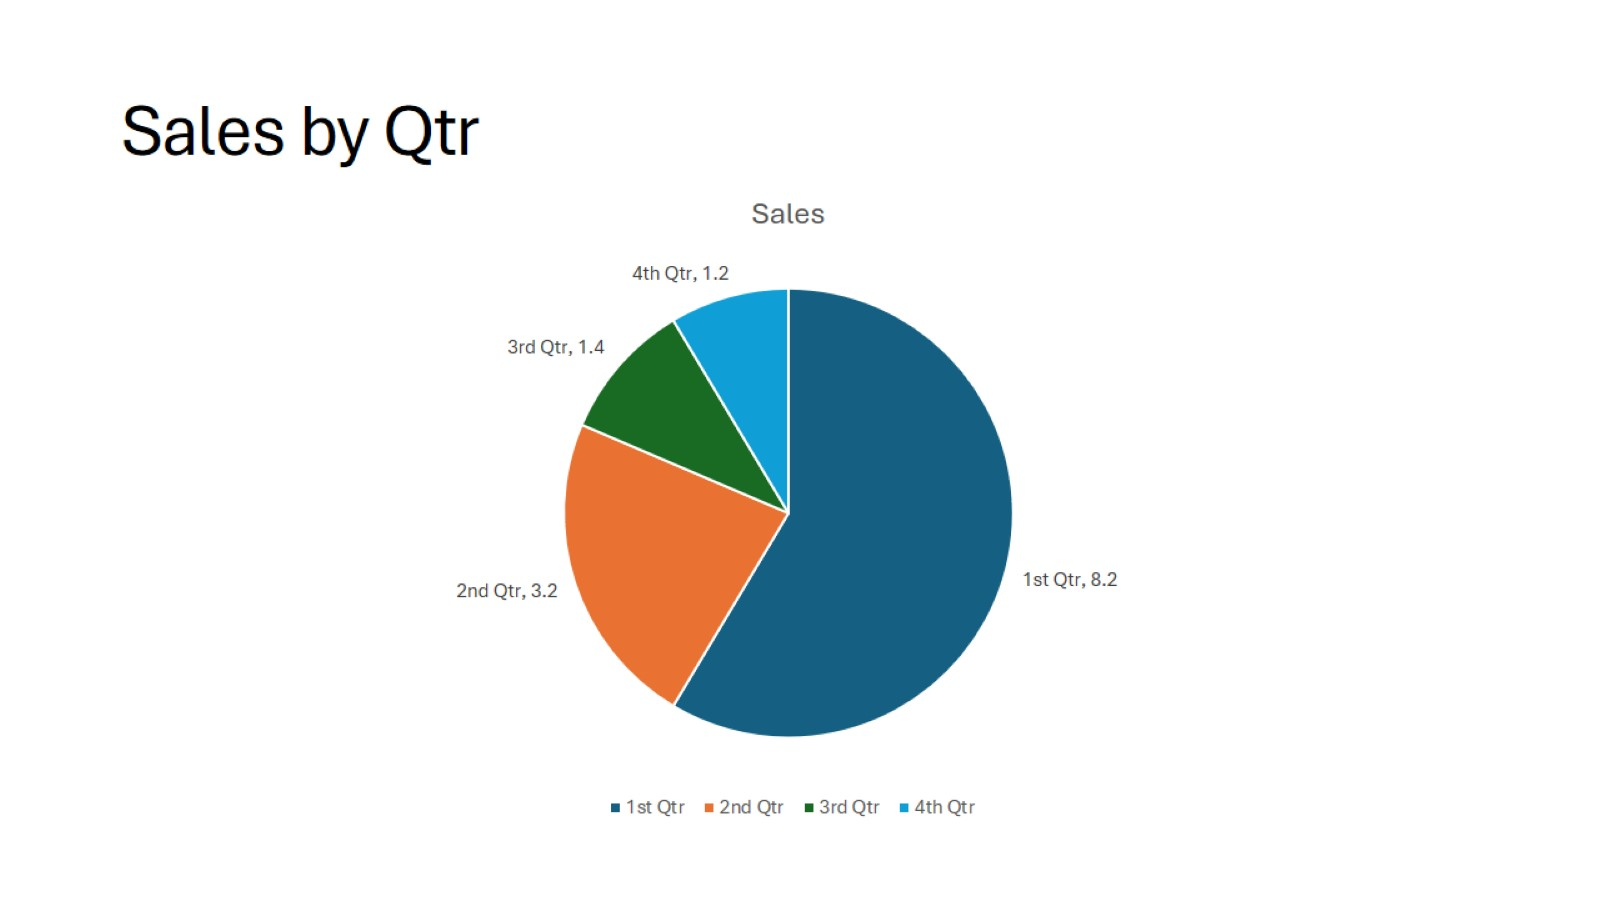 Sales by Qtr
Sales
4th Qtr, 1.2
3rd Qtr, 1.4
2nd Qtr, 3.2
1st Qtr, 8.2
1st Qtr 2nd Qtr 3rd Qtr 4th Qtr